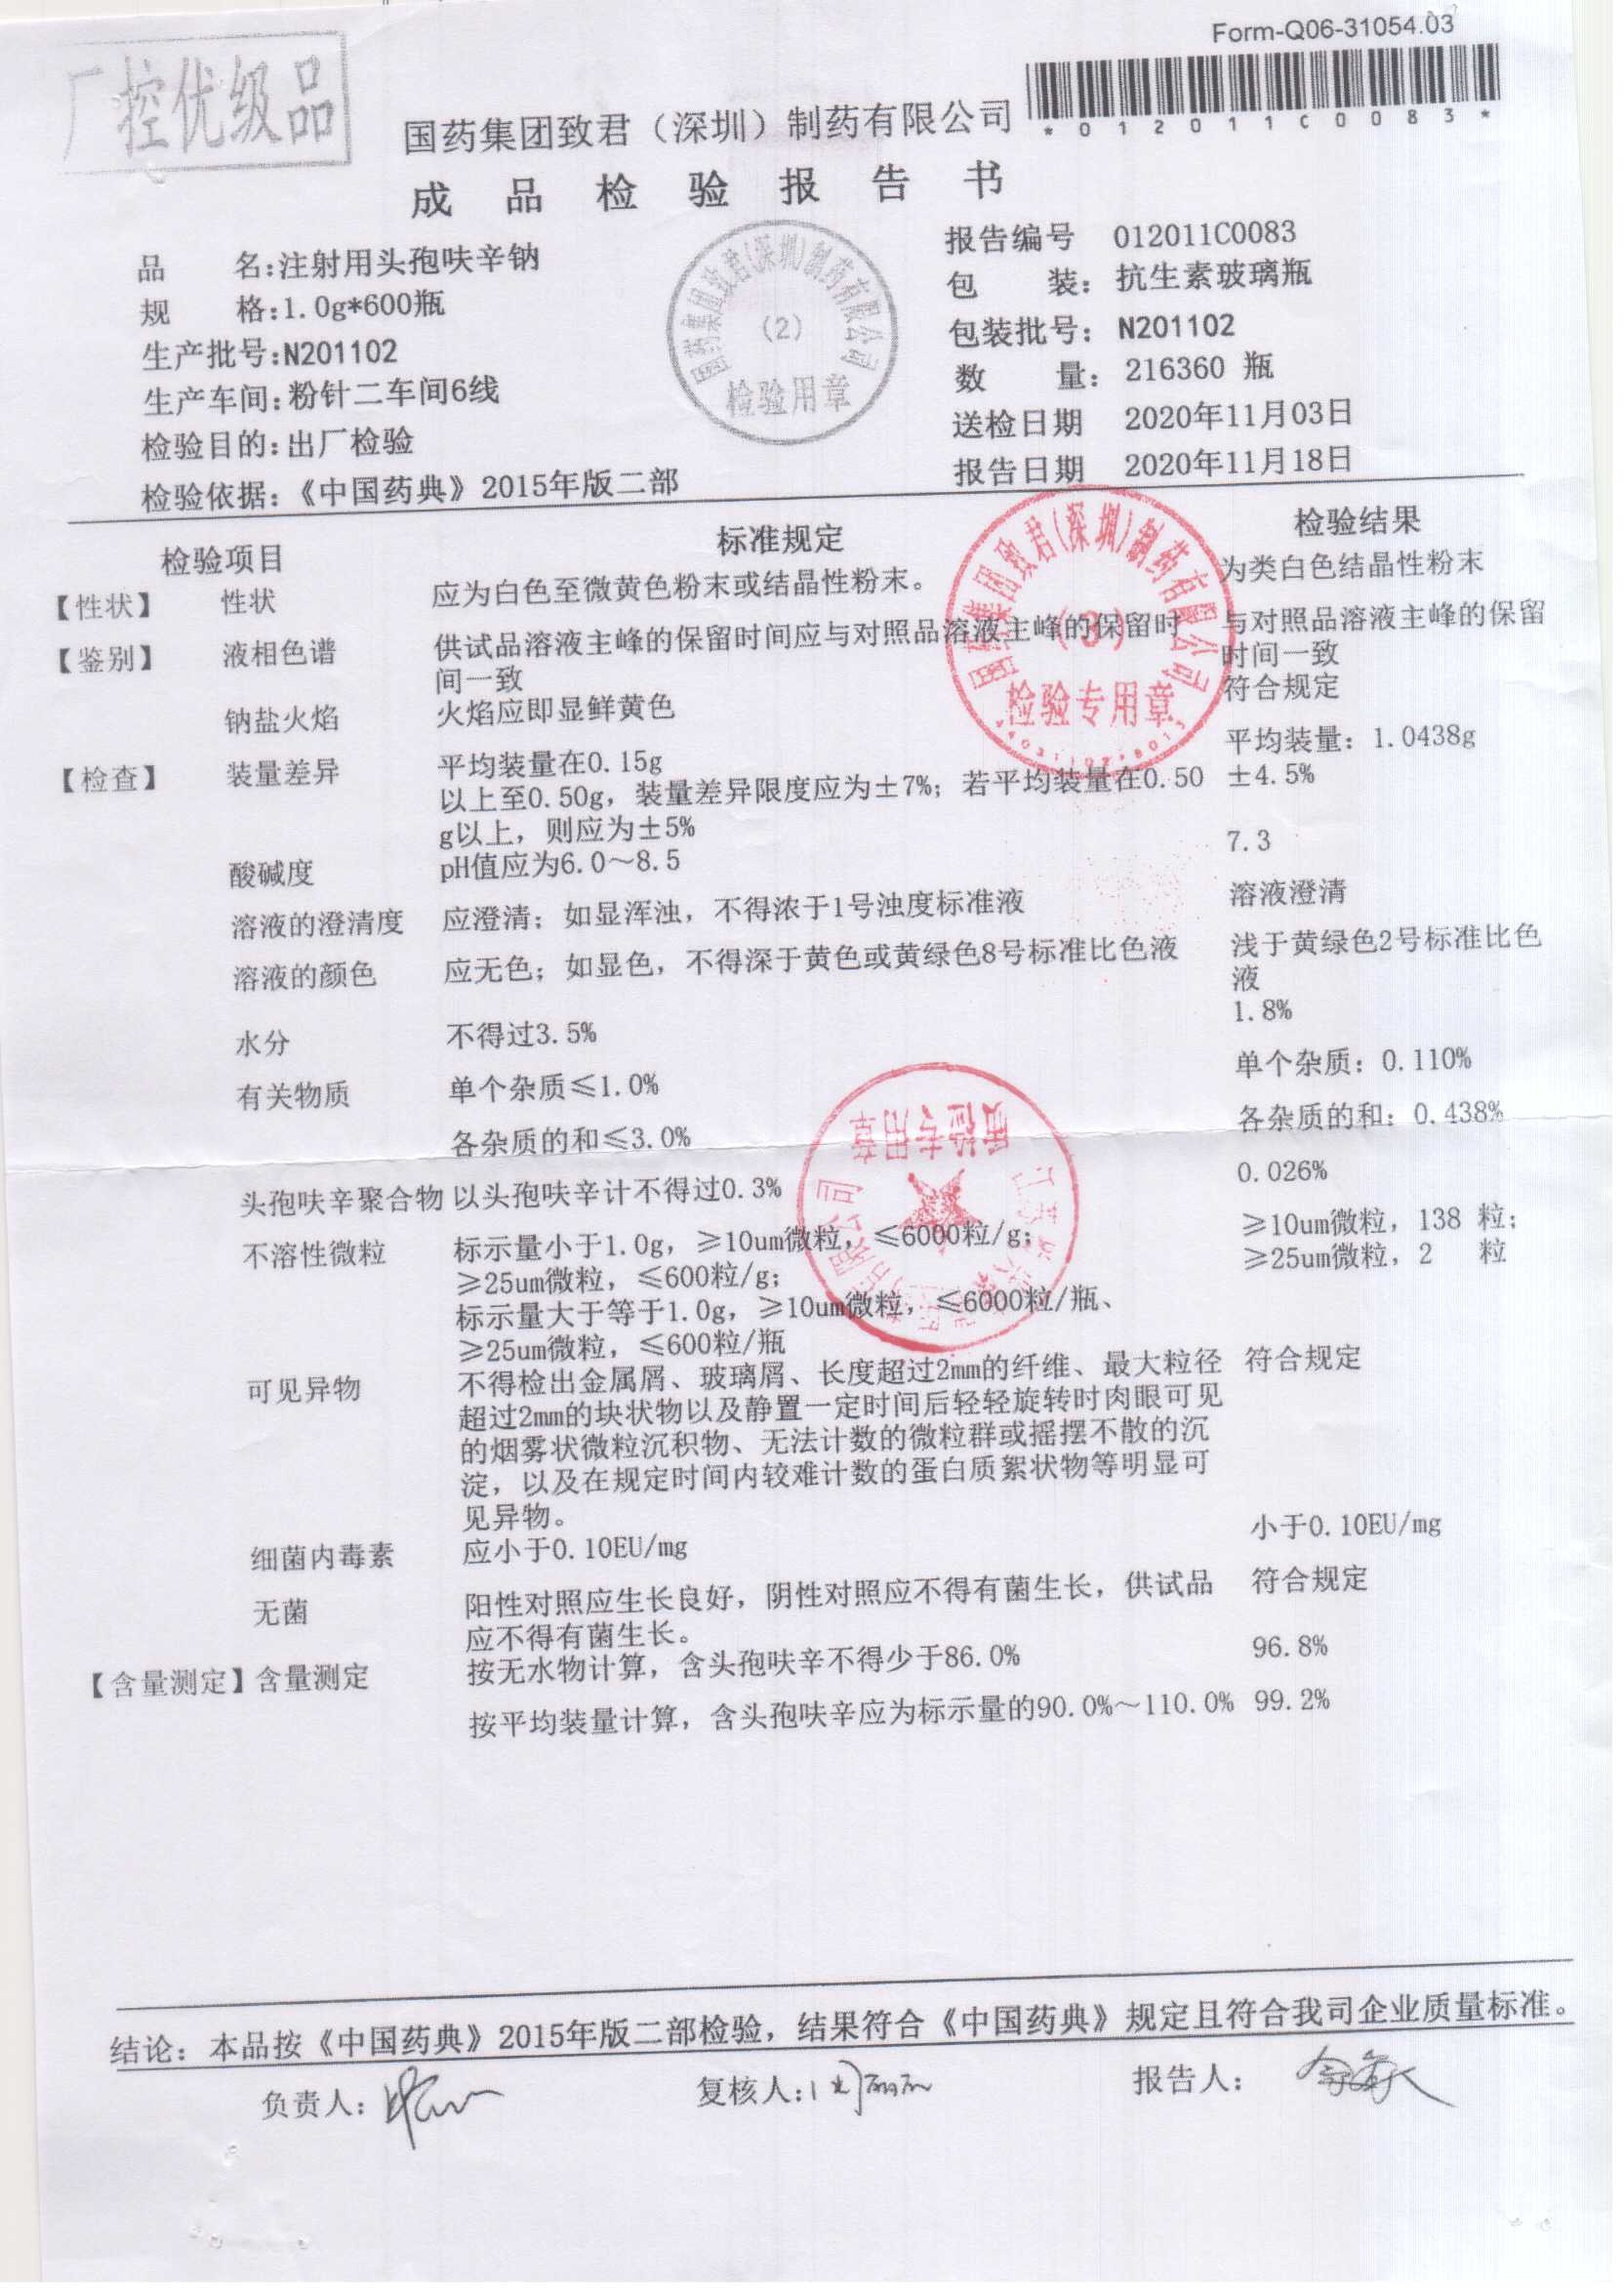 Form-Q06-31054.03
厂控优级品
*012011C0083*
国药集团致君（深圳）制药有限公司
成品检验报告书
品名:注射用头孢呋辛钠
报告编号 012011C0083
规格:1.0g*600瓶
包装: 抗生素玻璃瓶
生产批号:N201102
包装批号: N201102
生产车间:粉针二车间6线
数量: 216360 瓶
检验目的:出厂检验
送检日期 2020年11月03日
检验依据:《中国药典》2015年版二部
报告日期 2020年11月18日
国药集团致君(深圳)制药有限公司
(2)
检验用章
检验项目 标准规定 检验结果
【性状】 性状 应为白色至微黄色粉末或结晶性粉末。 为类白色结晶性粉末
【鉴别】 液相色谱 供试品溶液主峰的保留时间应与对照品溶液主峰的保留时 与对照品溶液主峰的保留
间一致 时间一致
钠盐火焰 火焰应即显鲜黄色 符合规定
国药集团致君(深圳)制药有限公司
(3)
检验专用章
【检查】 装量差异 平均装量在0.15g 平均装量: 1.0438g
以上至0.50g，装量差异限度应为±7%；若平均装量在0.50 ±4.5%
g以上，则应为±5%
酸碱度 pH值应为6.0～8.5 7.3
溶液的澄清度 应澄清；如显浑浊，不得浓于1号浊度标准液 溶液澄清
溶液的颜色 应无色；如显色，不得深于黄色或黄绿色8号标准比色液 浅于黄绿色2号标准比色
液
水分 不得过3.5% 1.8%
有关物质 单个杂质≤1.0% 单个杂质: 0.110%
各杂质的和≤3.0% 各杂质的和: 0.438%
质检专用章
头孢呋辛聚合物 以头孢呋辛计不得过0.3% 0.026%
不溶性微粒 标示量小于1.0g，≥10um微粒，≤6000粒/g; ≥10um微粒，138 粒;
≥25um微粒，≤600粒/g; ≥25um微粒，2 粒
标示量大于等于1.0g，≥10um微粒，≤6000粒/瓶、
≥25um微粒，≤600粒/瓶
可见异物 不得检出金属屑、玻璃屑、长度超过2mm的纤维、最大粒径 符合规定
超过2mm的块状物以及静置一定时间后轻轻旋转时肉眼可见
的烟雾状微粒沉积物、无法计数的微粒群或摇摆不散的沉
淀，以及在规定时间内较难计数的蛋白质絮状物等明显可
见异物。
细菌内毒素 应小于0.10EU/mg 小于0.10EU/mg
无菌 阳性对照应生长良好，阴性对照应不得有菌生长，供试品 符合规定
应不得有菌生长。
【含量测定】 含量测定 按无水物计算，含头孢呋辛不得少于86.0% 96.8%
按平均装量计算，含头孢呋辛应为标示量的90.0%～110.0% 99.2%
结论: 本品按《中国药典》2015年版二部检验，结果符合《中国药典》规定且符合我司企业质量标准。
负责人: 复核人: 报告人: